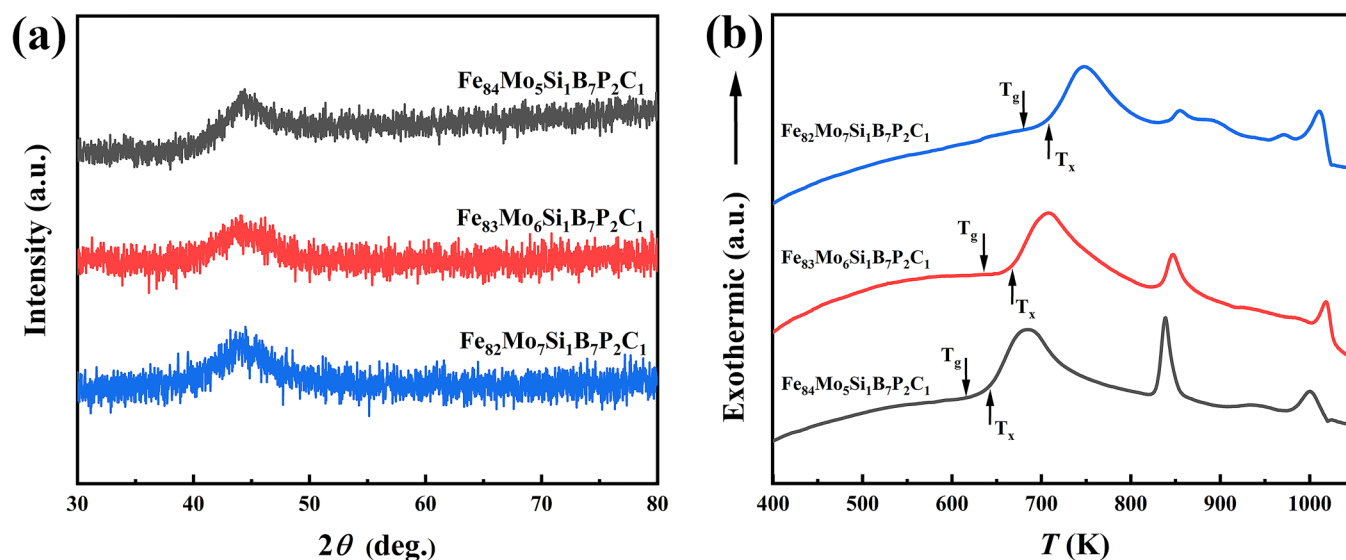 (a)
Intensity (a.u.)
Fe₈₄Mo₅Si₁B₇P₂C₁
Fe₈₃Mo₆Si₁B₇P₂C₁
Fe₈₂Mo₇Si₁B₇P₂C₁
30 40 50 60 70 80
2θ (deg.)
(b)
Exothermic (a.u.)
Tg
Fe₈₂Mo₇Si₁B₇P₂C₁
Tx
Tg
Fe₈₃Mo₆Si₁B₇P₂C₁
Tx
Tg
Fe₈₄Mo₅Si₁B₇P₂C₁
Tx
400 500 600 700 800 900 1000
T (K)